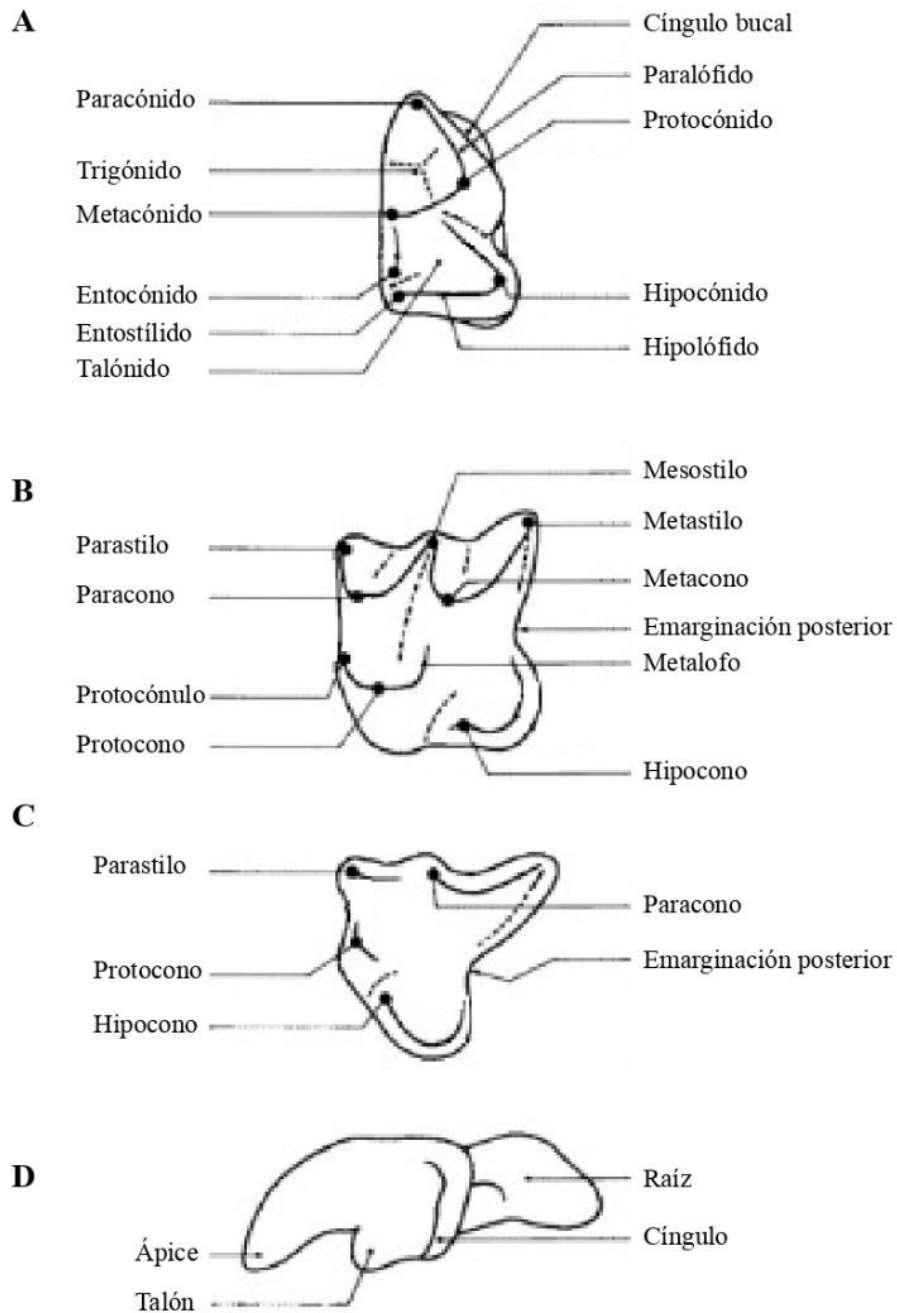 A
Cíngulo bucal
Paracónido
Paralófido
Protocónido
Trigónido
Metacónido
Entocónido
Hipocónido
Entostílido
Hipolófido
Talónido
B
Mesostilo
Metastilo
Parastilo
Metacono
Paracono
Emarginación posterior
Metalofo
Protocónulo
Protocono
Hipocono
C
Parastilo
Paracono
Protocono
Emarginación posterior
Hipocono
D
Raíz
Cíngulo
Ápice
Talón